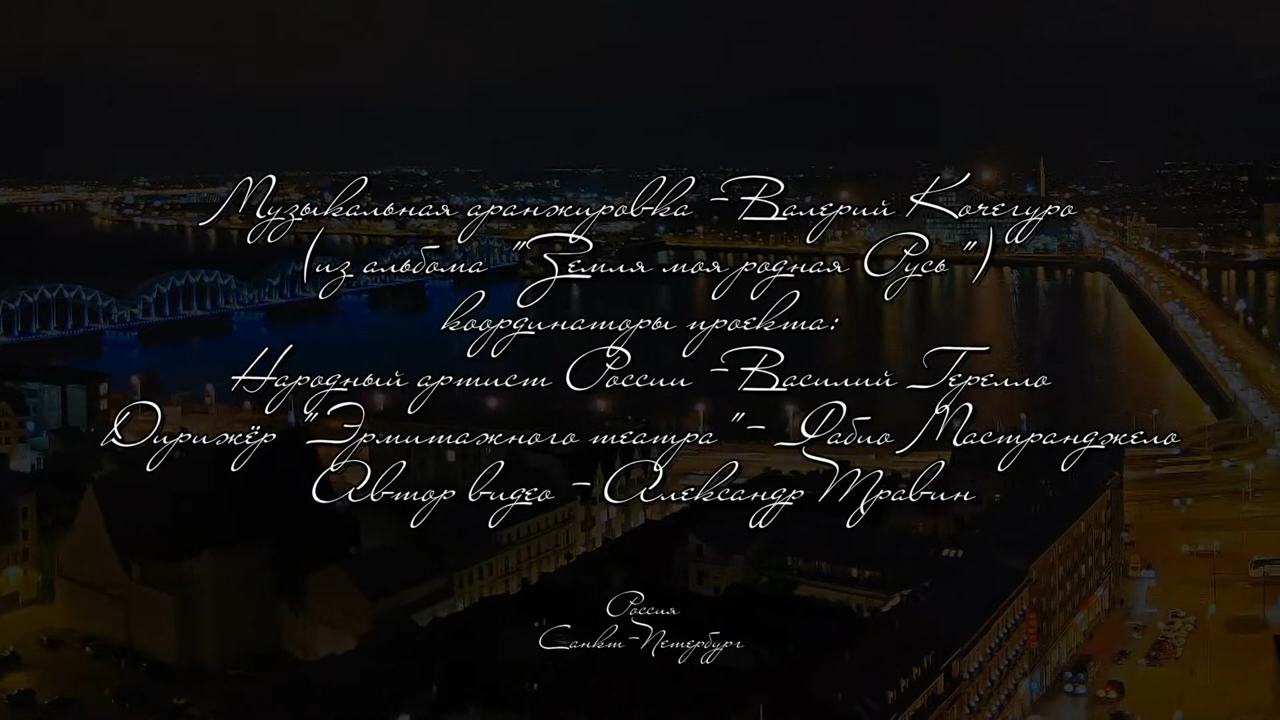 Музыкальная аранжировка - Валерий Кочегуро
(из альбома "Земля моя родная Русь")
координаторы проекта:
Народный артист России - Василий Герелло
Дирижёр "Эрмитажного театра" - Фабио Мастранджело
Автор видео - Александр Травин
Россия
Санкт-Петербург